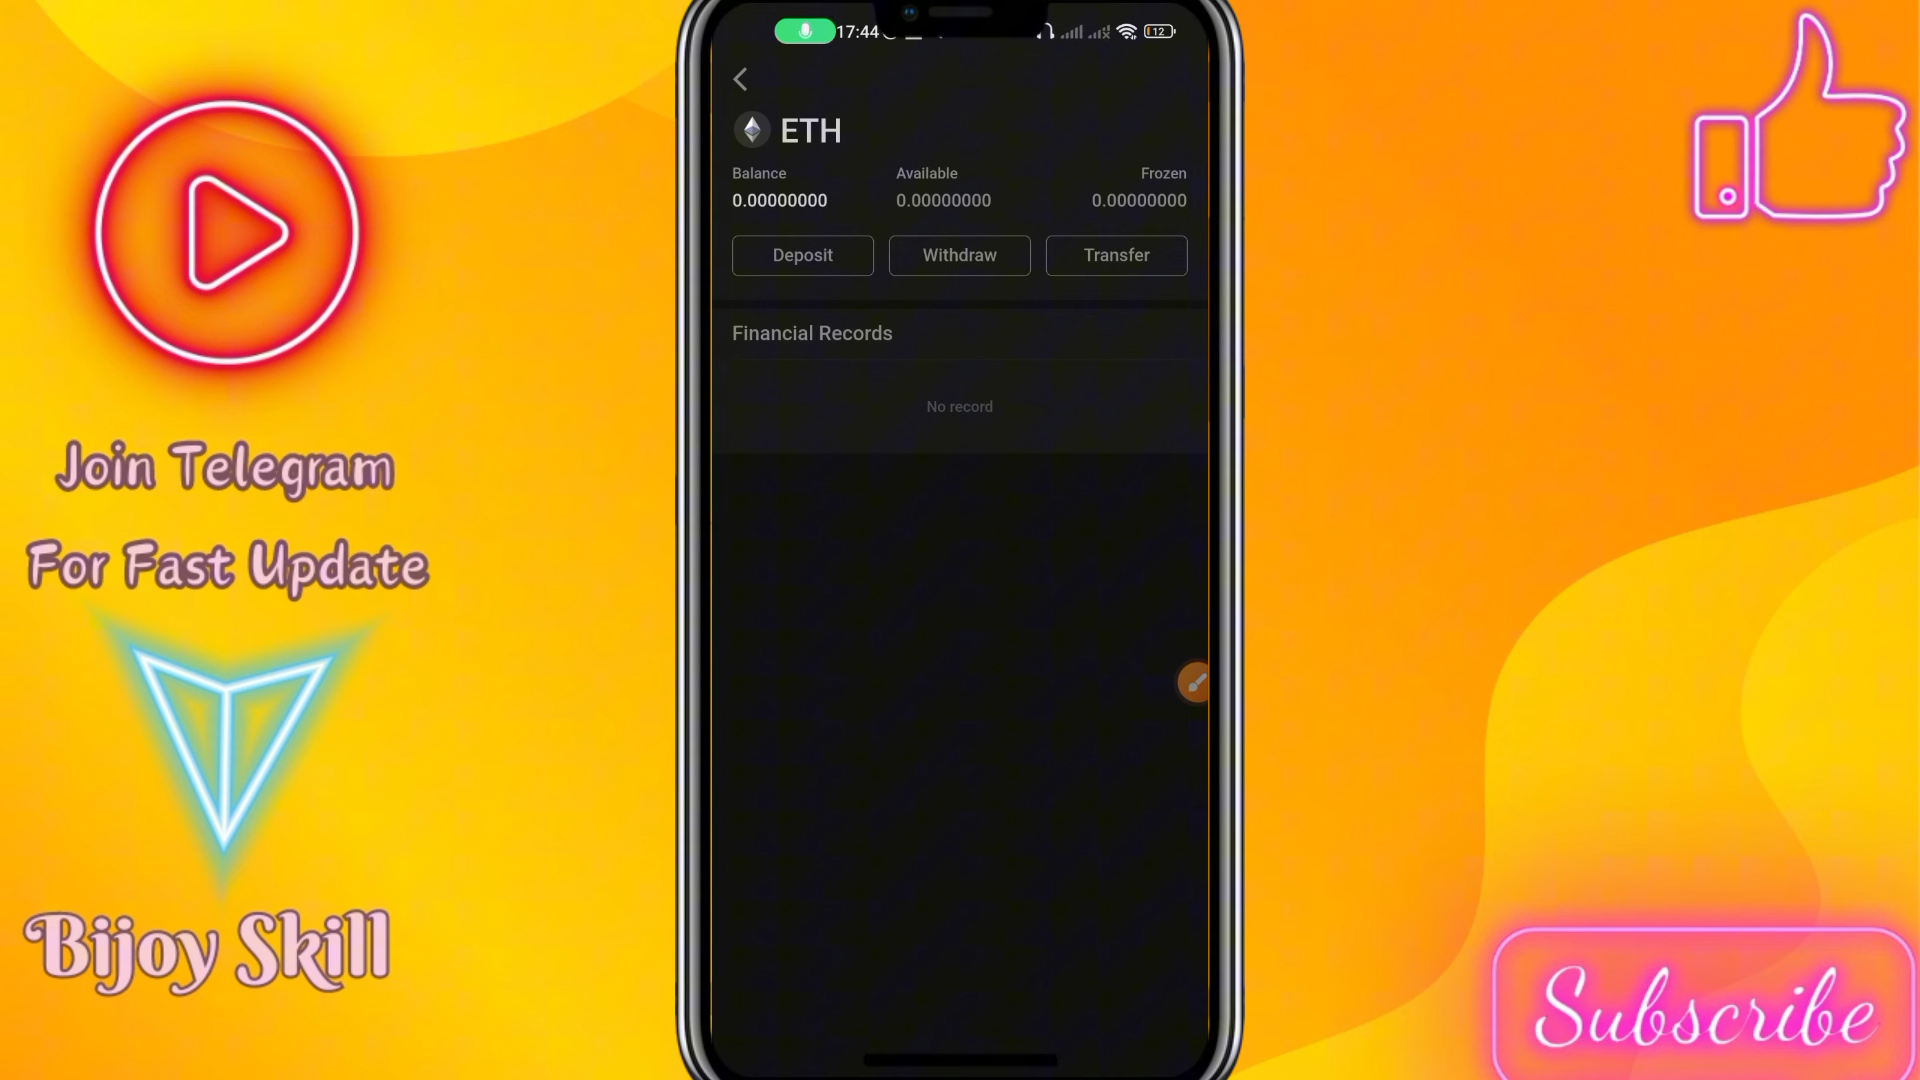 17:44
12
ETH
Balance Available Frozen
0.00000000 0.00000000 0.00000000
Deposit Withdraw Transfer
Financial Records
No record
Join Telegram
For Fast Update
Bijoy Skill
Subscribe